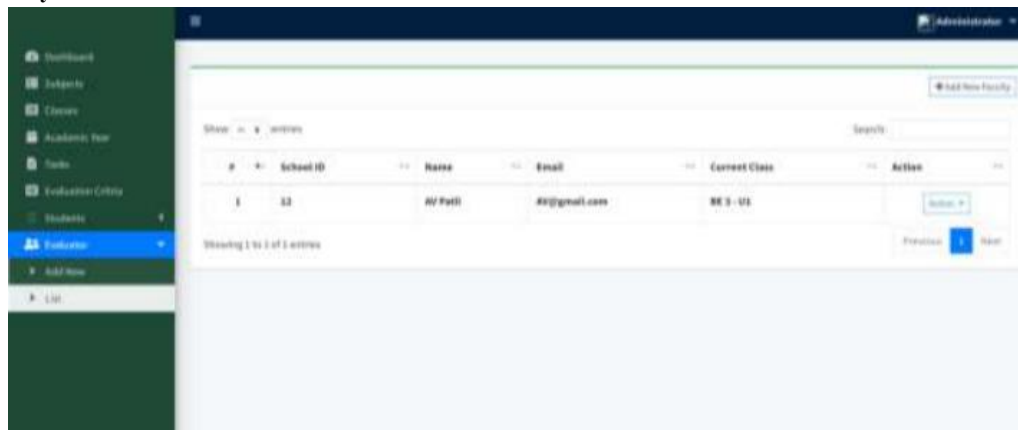 Administrator
Dashboard
Subjects
Classes
Academic Year
Tasks
Evaluation Critria
Students
Evaluator
Add New
List
Add New Faculty
Show entries
Search:
# School ID Name Email Current Class Action
1 12 AV Patil AV@gmail.com BE 3 - U1 Action
Showing 1 to 1 of 1 entries
Previous 1 Next